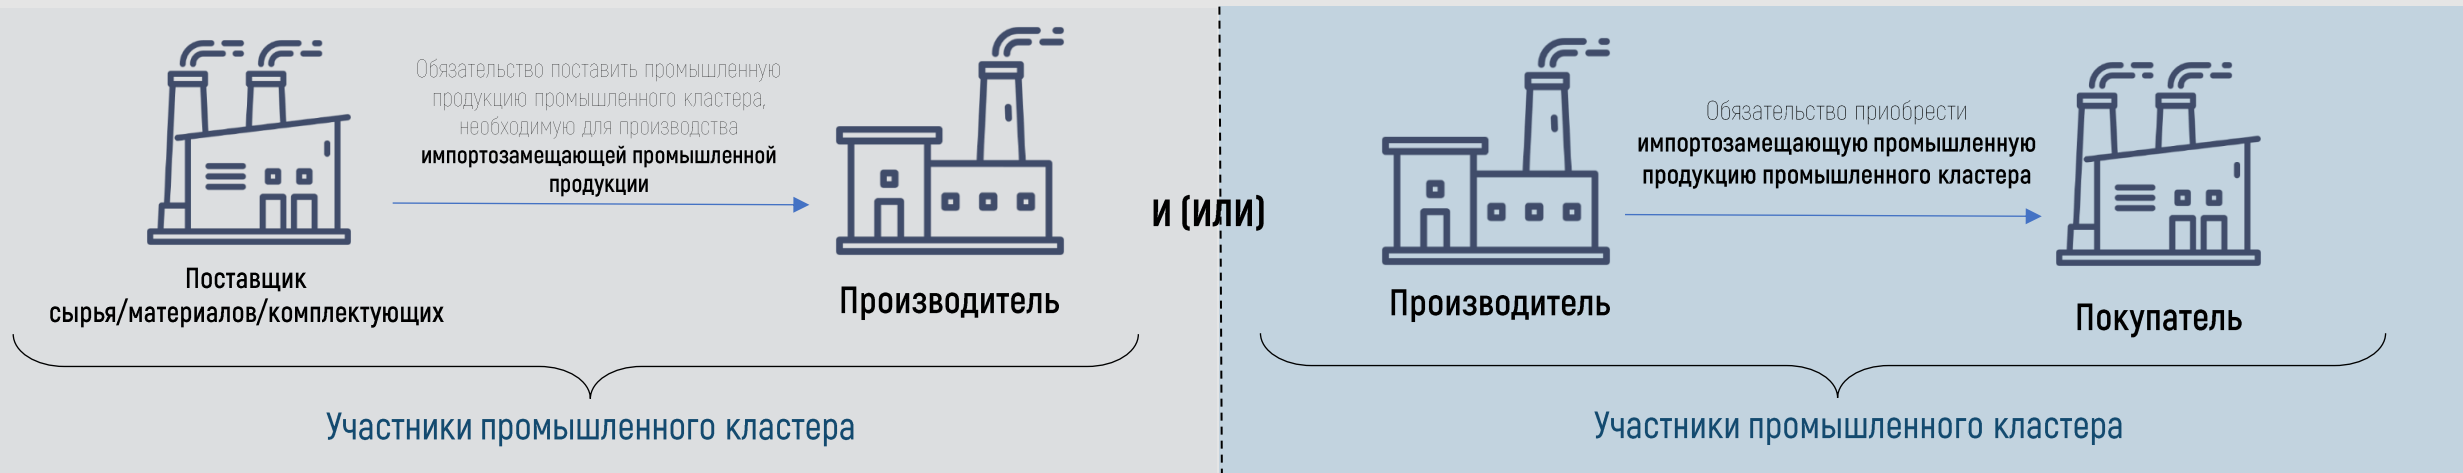 Обязательство поставить промышленную
продукцию промышленного кластера,
необходимую для производства
импортозамещающей промышленной
продукции
Поставщик
сырья/материалов/комплектующих
Производитель
Участники промышленного кластера
и (или)
Обязательство приобрести
импортозамещающую промышленную
продукцию промышленного кластера
Производитель
Покупатель
Участники промышленного кластера